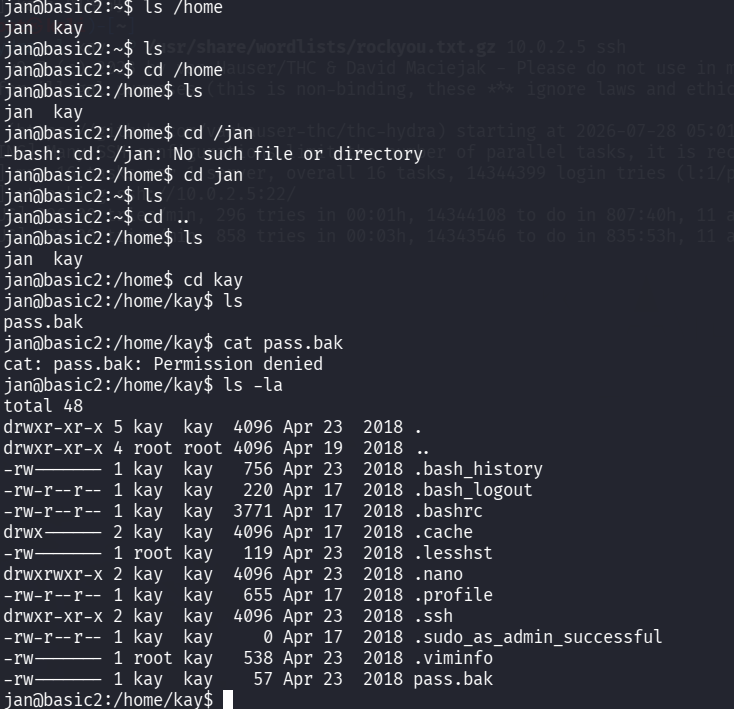 jan@basic2:~$ ls /home
jan  kay
jan@basic2:~$ ls
jan@basic2:~$ cd /home
jan@basic2:/home$ ls
jan  kay
jan@basic2:/home$ cd /jan
-bash: cd: /jan: No such file or directory
jan@basic2:/home$ cd jan
jan@basic2:~$ ls
jan@basic2:~$ cd ..
jan@basic2:/home$ ls
jan  kay
jan@basic2:/home$ cd kay
jan@basic2:/home/kay$ ls
pass.bak
jan@basic2:/home/kay$ cat pass.bak
cat: pass.bak: Permission denied
jan@basic2:/home/kay$ ls -la
total 48
drwxr-xr-x 5 kay  kay  4096 Apr 23  2018 .
drwxr-xr-x 4 root root 4096 Apr 19  2018 ..
-rw------- 1 kay  kay   756 Apr 23  2018 .bash_history
-rw-r--r-- 1 kay  kay   220 Apr 17  2018 .bash_logout
-rw-r--r-- 1 kay  kay  3771 Apr 17  2018 .bashrc
drwx------ 2 kay  kay  4096 Apr 17  2018 .cache
-rw------- 1 root kay   119 Apr 23  2018 .lesshst
drwxrwxr-x 2 kay  kay  4096 Apr 23  2018 .nano
-rw-r--r-- 1 kay  kay   655 Apr 17  2018 .profile
drwxr-xr-x 2 kay  kay  4096 Apr 23  2018 .ssh
-rw-r--r-- 1 kay  kay     0 Apr 17  2018 .sudo_as_admin_successful
-rw------- 1 root kay   538 Apr 23  2018 .viminfo
-rw------- 1 kay  kay    57 Apr 23  2018 pass.bak
jan@basic2:/home/kay$